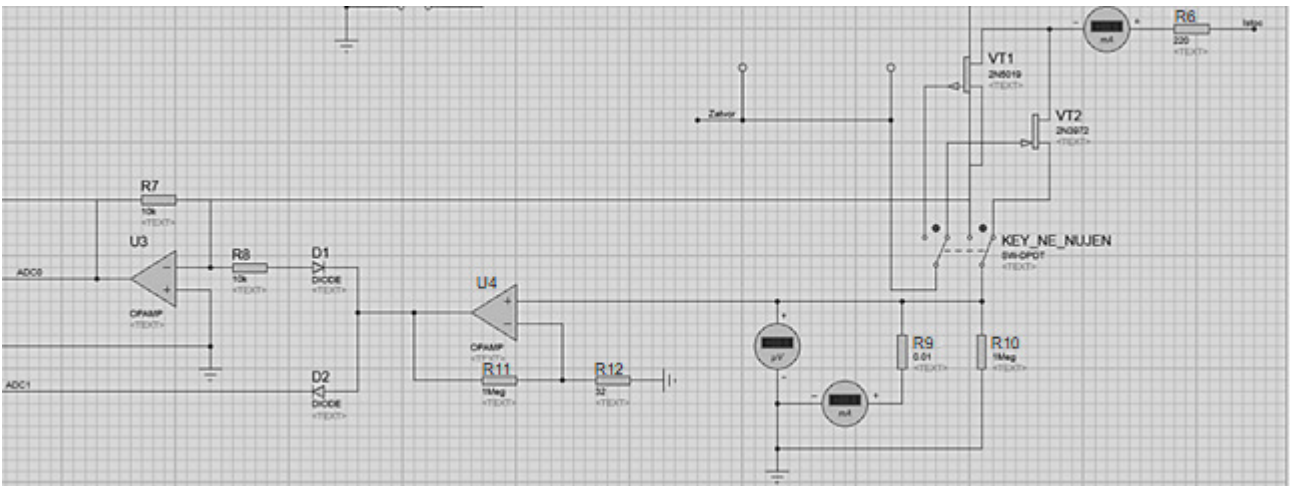 R6
220
<TEXT>
Istoc
mA
- +
VT1
2N5019
<TEXT>
Zatvor
VT2
2N3972
<TEXT>
R7
10k
<TEXT>
U3
R8
10k
<TEXT>
D1
DIODE
<TEXT>
KEY_NE_NUJEN
SW-DPDT
<TEXT>
ADC0
OPAMP
<TEXT>
U4
OPAMP
<TEXT>
R11
1Meg
<TEXT>
R12
32
<TEXT>
µV
R9
0.01
<TEXT>
R10
1Meg
<TEXT>
mA
ADC1
D2
DIODE
<TEXT>